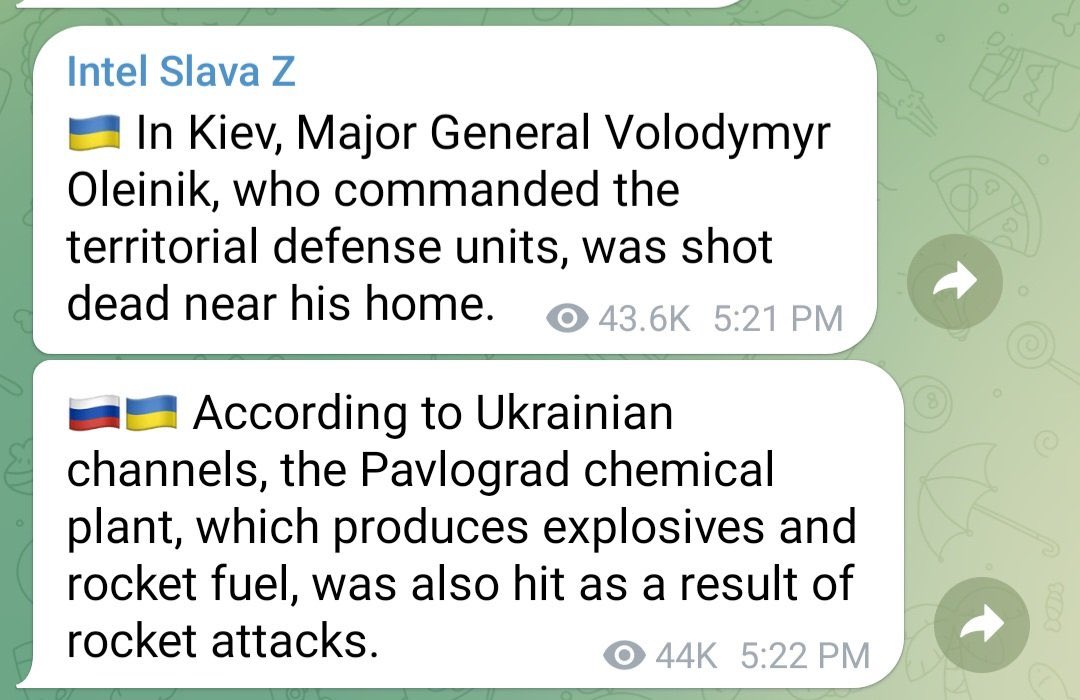 Intel Slava Z
🇺🇦 In Kiev, Major General Volodymyr
Oleinik, who commanded the
territorial defense units, was shot
dead near his home. 43.6K 5:21 PM
🇷🇺🇺🇦 According to Ukrainian
channels, the Pavlograd chemical
plant, which produces explosives and
rocket fuel, was also hit as a result of
rocket attacks. 44K 5:22 PM